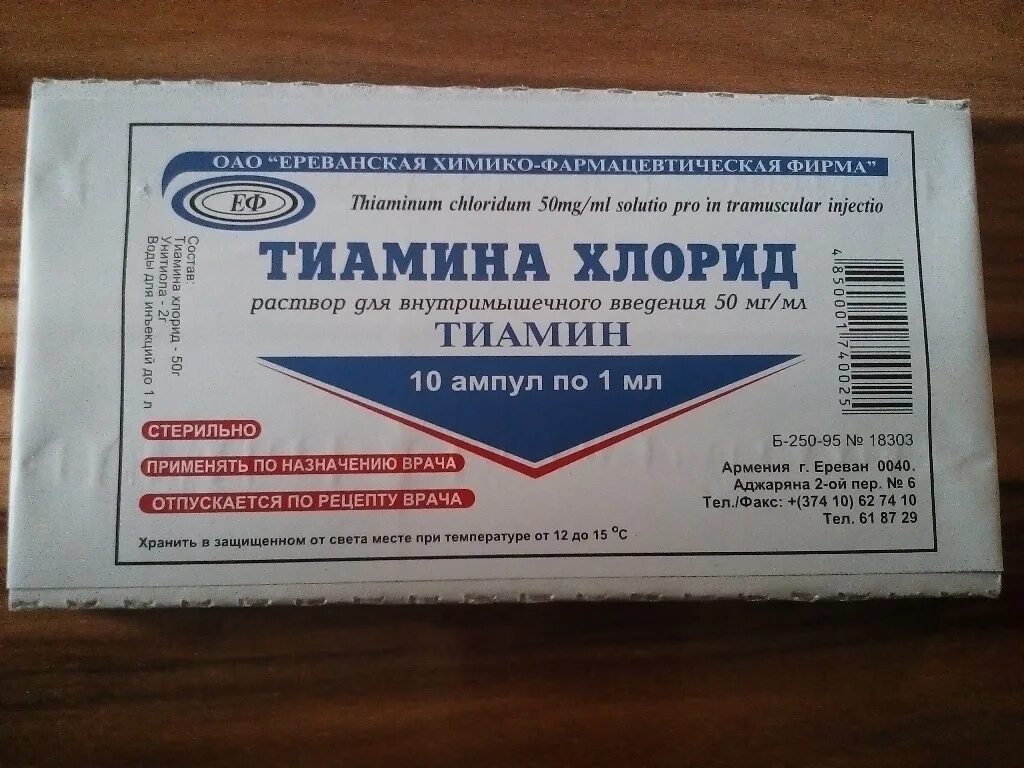 ОАО "ЕРЕВАНСКАЯ ХИМИКО-ФАРМАЦЕВТИЧЕСКАЯ ФИРМА"
ЕФ
Thiaminum chloridum 50mg/ml solutio pro in tramuscular injectio
ТИАМИНА ХЛОРИД
раствор для внутримышечного введения 50 мг/мл
ТИАМИН
10 ампул по 1 мл
Состав:
Тиамина хлорид - 50г
Унитиола - 2г
Воды для инъекций до 1 л
4850001740025
СТЕРИЛЬНО
ПРИМЕНЯТЬ ПО НАЗНАЧЕНИЮ ВРАЧА
ОТПУСКАЕТСЯ ПО РЕЦЕПТУ ВРАЧА
Хранить в защищенном от света месте при температуре от 12 до 15 °С
Б-250-95 № 18303
Армения г. Ереван 0040.
Аджаряна 2-ой пер. № 6
Тел./Факс: +(374 10) 62 74 10
Тел. 61 87 29